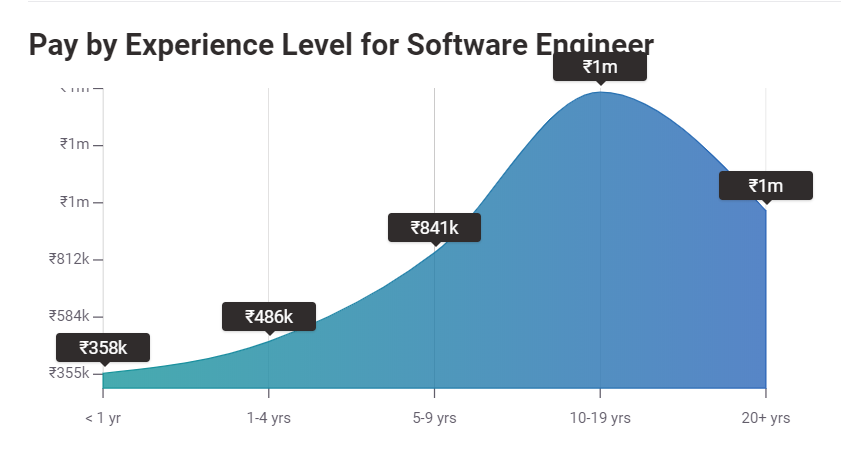 Pay by Experience Level for Software Engineer
₹1m
₹1m
₹1m
₹1m
₹841k
₹812k
₹486k
₹584k
₹358k
₹355k
< 1 yr
1-4 yrs
5-9 yrs
10-19 yrs
20+ yrs